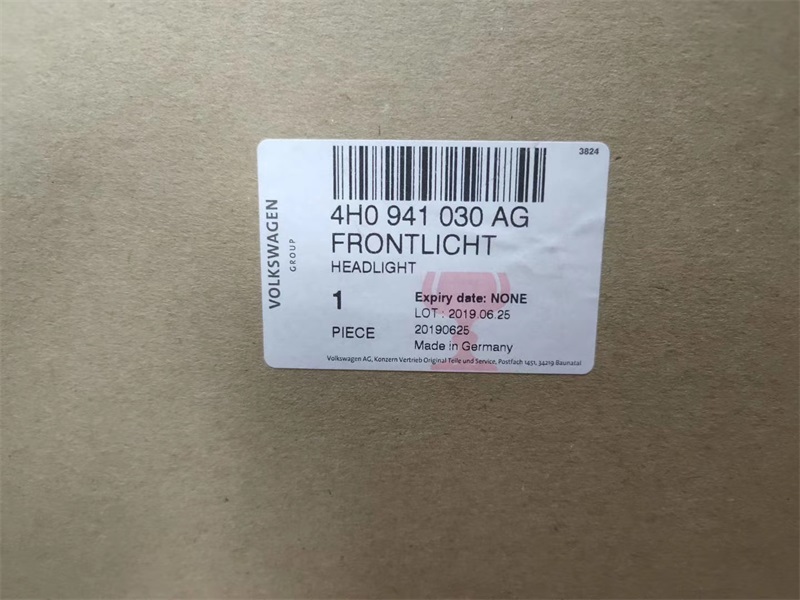 3824
VOLKSWAGEN
GROUP
4H0 941 030 AG
FRONTLICHT
HEADLIGHT
1
PIECE
Expiry date: NONE
LOT : 2019.06.25
20190625
Made in Germany
Volkswagen AG, Konzern Vertrieb Original Teile und Service, Postfach 1451, 34219 Baunatal